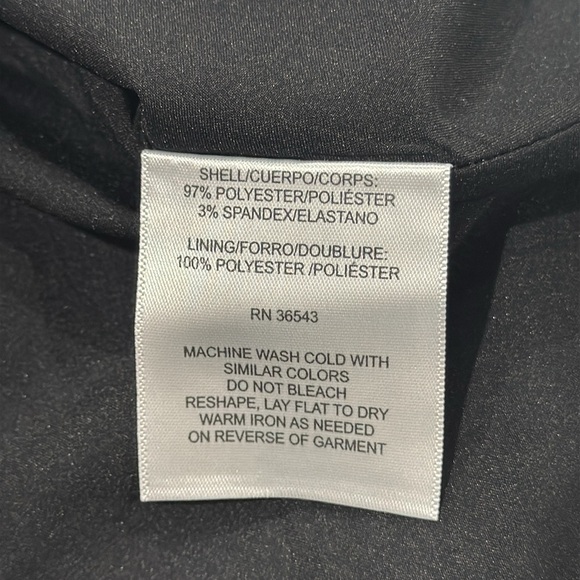 SHELL/CUERPO/CORPS:
97% POLYESTER/POLIÉSTER
3% SPANDEX/ELASTANO
LINING/FORRO/DOUBLURE:
100% POLYESTER /POLIÉSTER
RN 36543
MACHINE WASH COLD WITH
SIMILAR COLORS
DO NOT BLEACH
RESHAPE, LAY FLAT TO DRY
WARM IRON AS NEEDED
ON REVERSE OF GARMENT